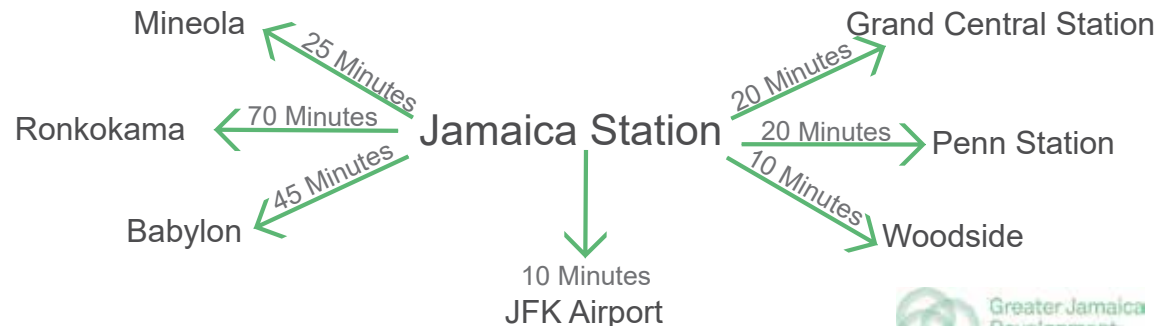 Mineola
25 Minutes
Grand Central Station
20 Minutes
Ronkokama
70 Minutes
Jamaica Station
20 Minutes
Penn Station
45 Minutes
10 Minutes
Babylon
Woodside
10 Minutes
JFK Airport
Greater Jamaica
Development